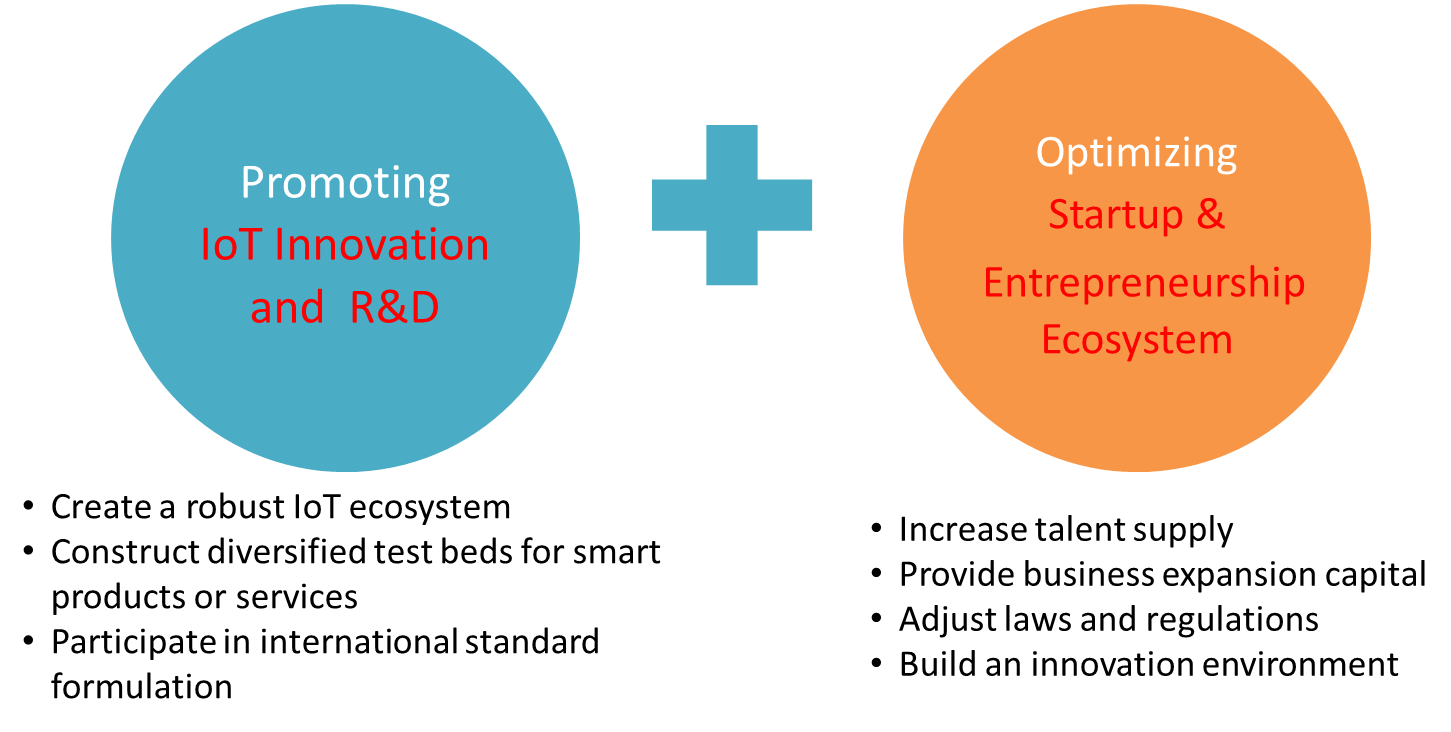 Promoting
IoT Innovation
and R&D
Optimizing
Startup &
Entrepreneurship
Ecosystem
• Create a robust IoT ecosystem
• Construct diversified test beds for smart
products or services
• Participate in international standard
formulation
• Increase talent supply
• Provide business expansion capital
• Adjust laws and regulations
• Build an innovation environment